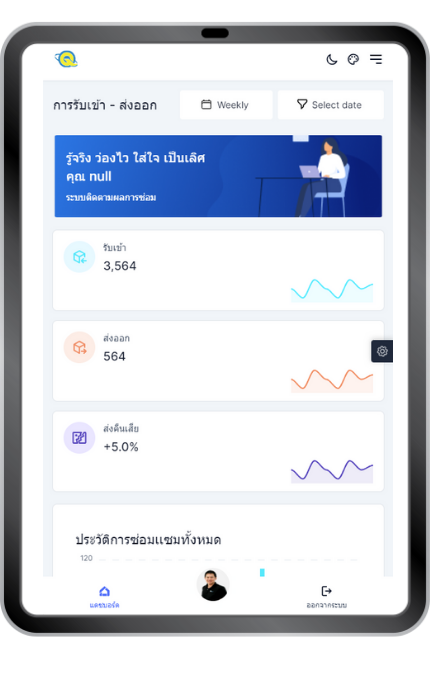 การรับเข้า - ส่งออก
Weekly
Select date
รู้จริง ว่องไว ใส่ใจ เป็นเลิศ
คุณ null
ระบบติดตามผลการซ่อม
รับเข้า
3,564
ส่งออก
564
ส่งคืนเสีย
+5.0%
ประวัติการซ่อมแซมทั้งหมด
120
แดชบอร์ด
ออกจากระบบ